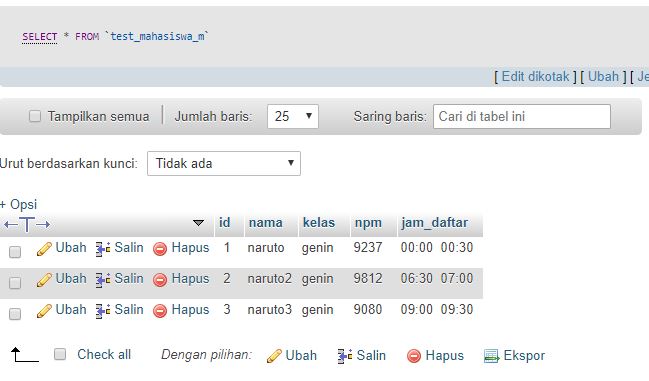 SELECT * FROM `test_mahasiswa_m`
[ Edit dikotak ] [ Ubah ] [ Je
Tampilkan semua Jumlah baris: 25 Saring baris: Cari di tabel ini
Urut berdasarkan kunci: Tidak ada
+ Opsi
←T→ id nama kelas npm jam_daftar
Ubah Salin Hapus 1 naruto genin 9237 00:00 00:30
Ubah Salin Hapus 2 naruto2 genin 9812 06:30 07:00
Ubah Salin Hapus 3 naruto3 genin 9080 09:00 09:30
Check all Dengan pilihan: Ubah Salin Hapus Ekspor